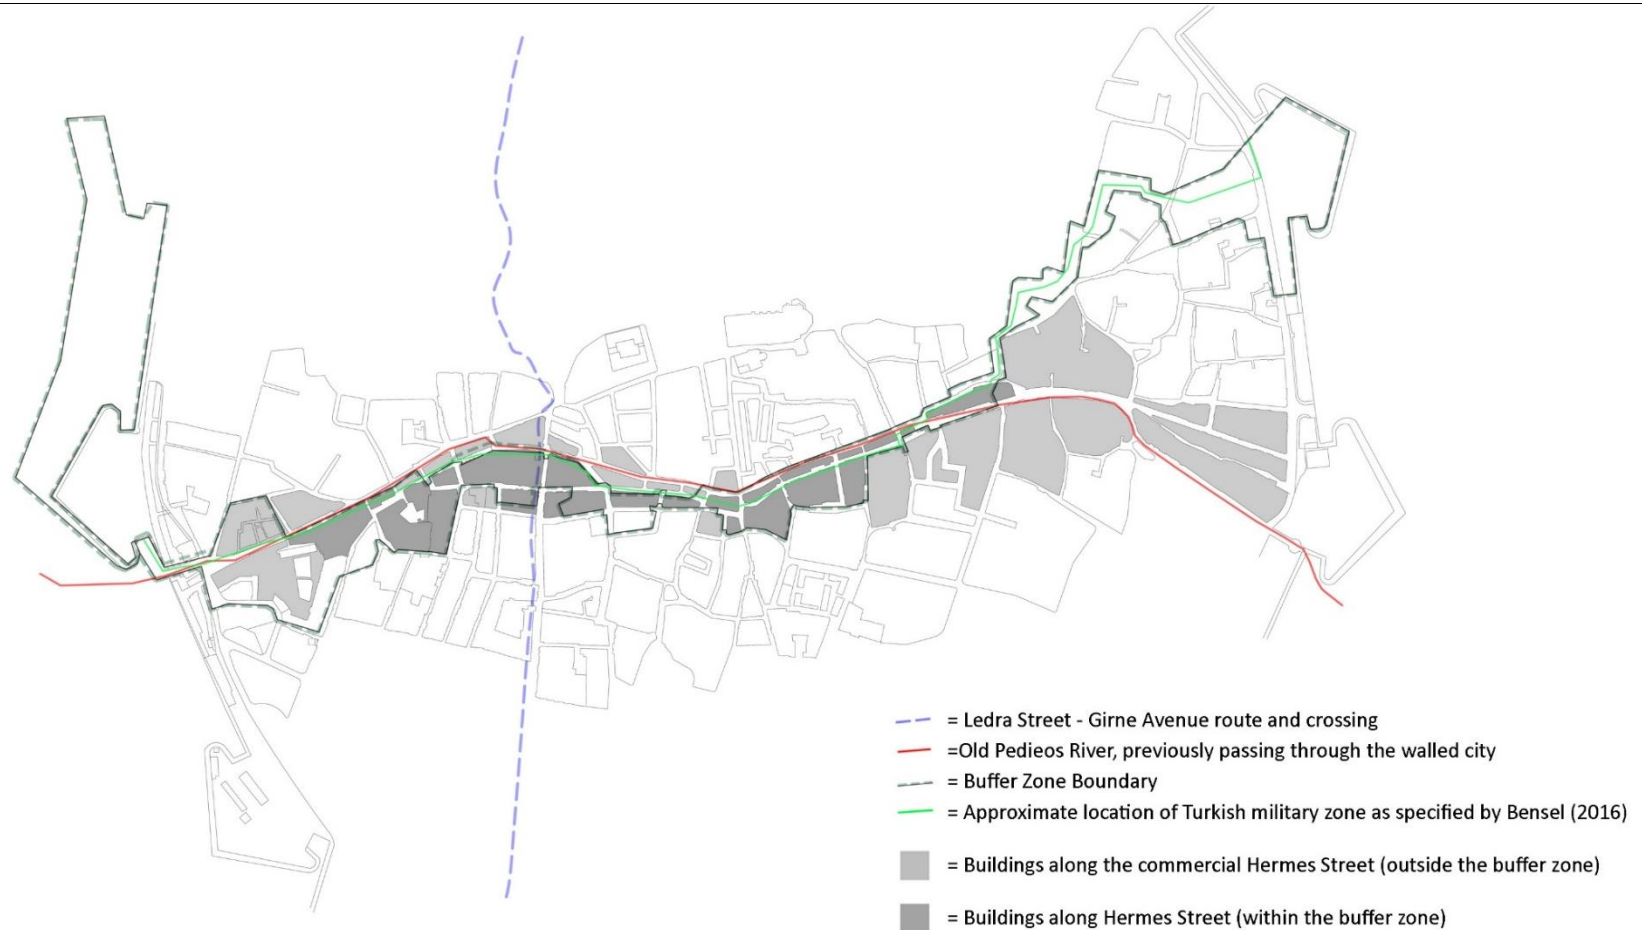 = Ledra Street - Girne Avenue route and crossing
=Old Pedieos River, previously passing through the walled city
= Buffer Zone Boundary
= Approximate location of Turkish military zone as specified by Bensel (2016)
= Buildings along the commercial Hermes Street (outside the buffer zone)
= Buildings along Hermes Street (within the buffer zone)